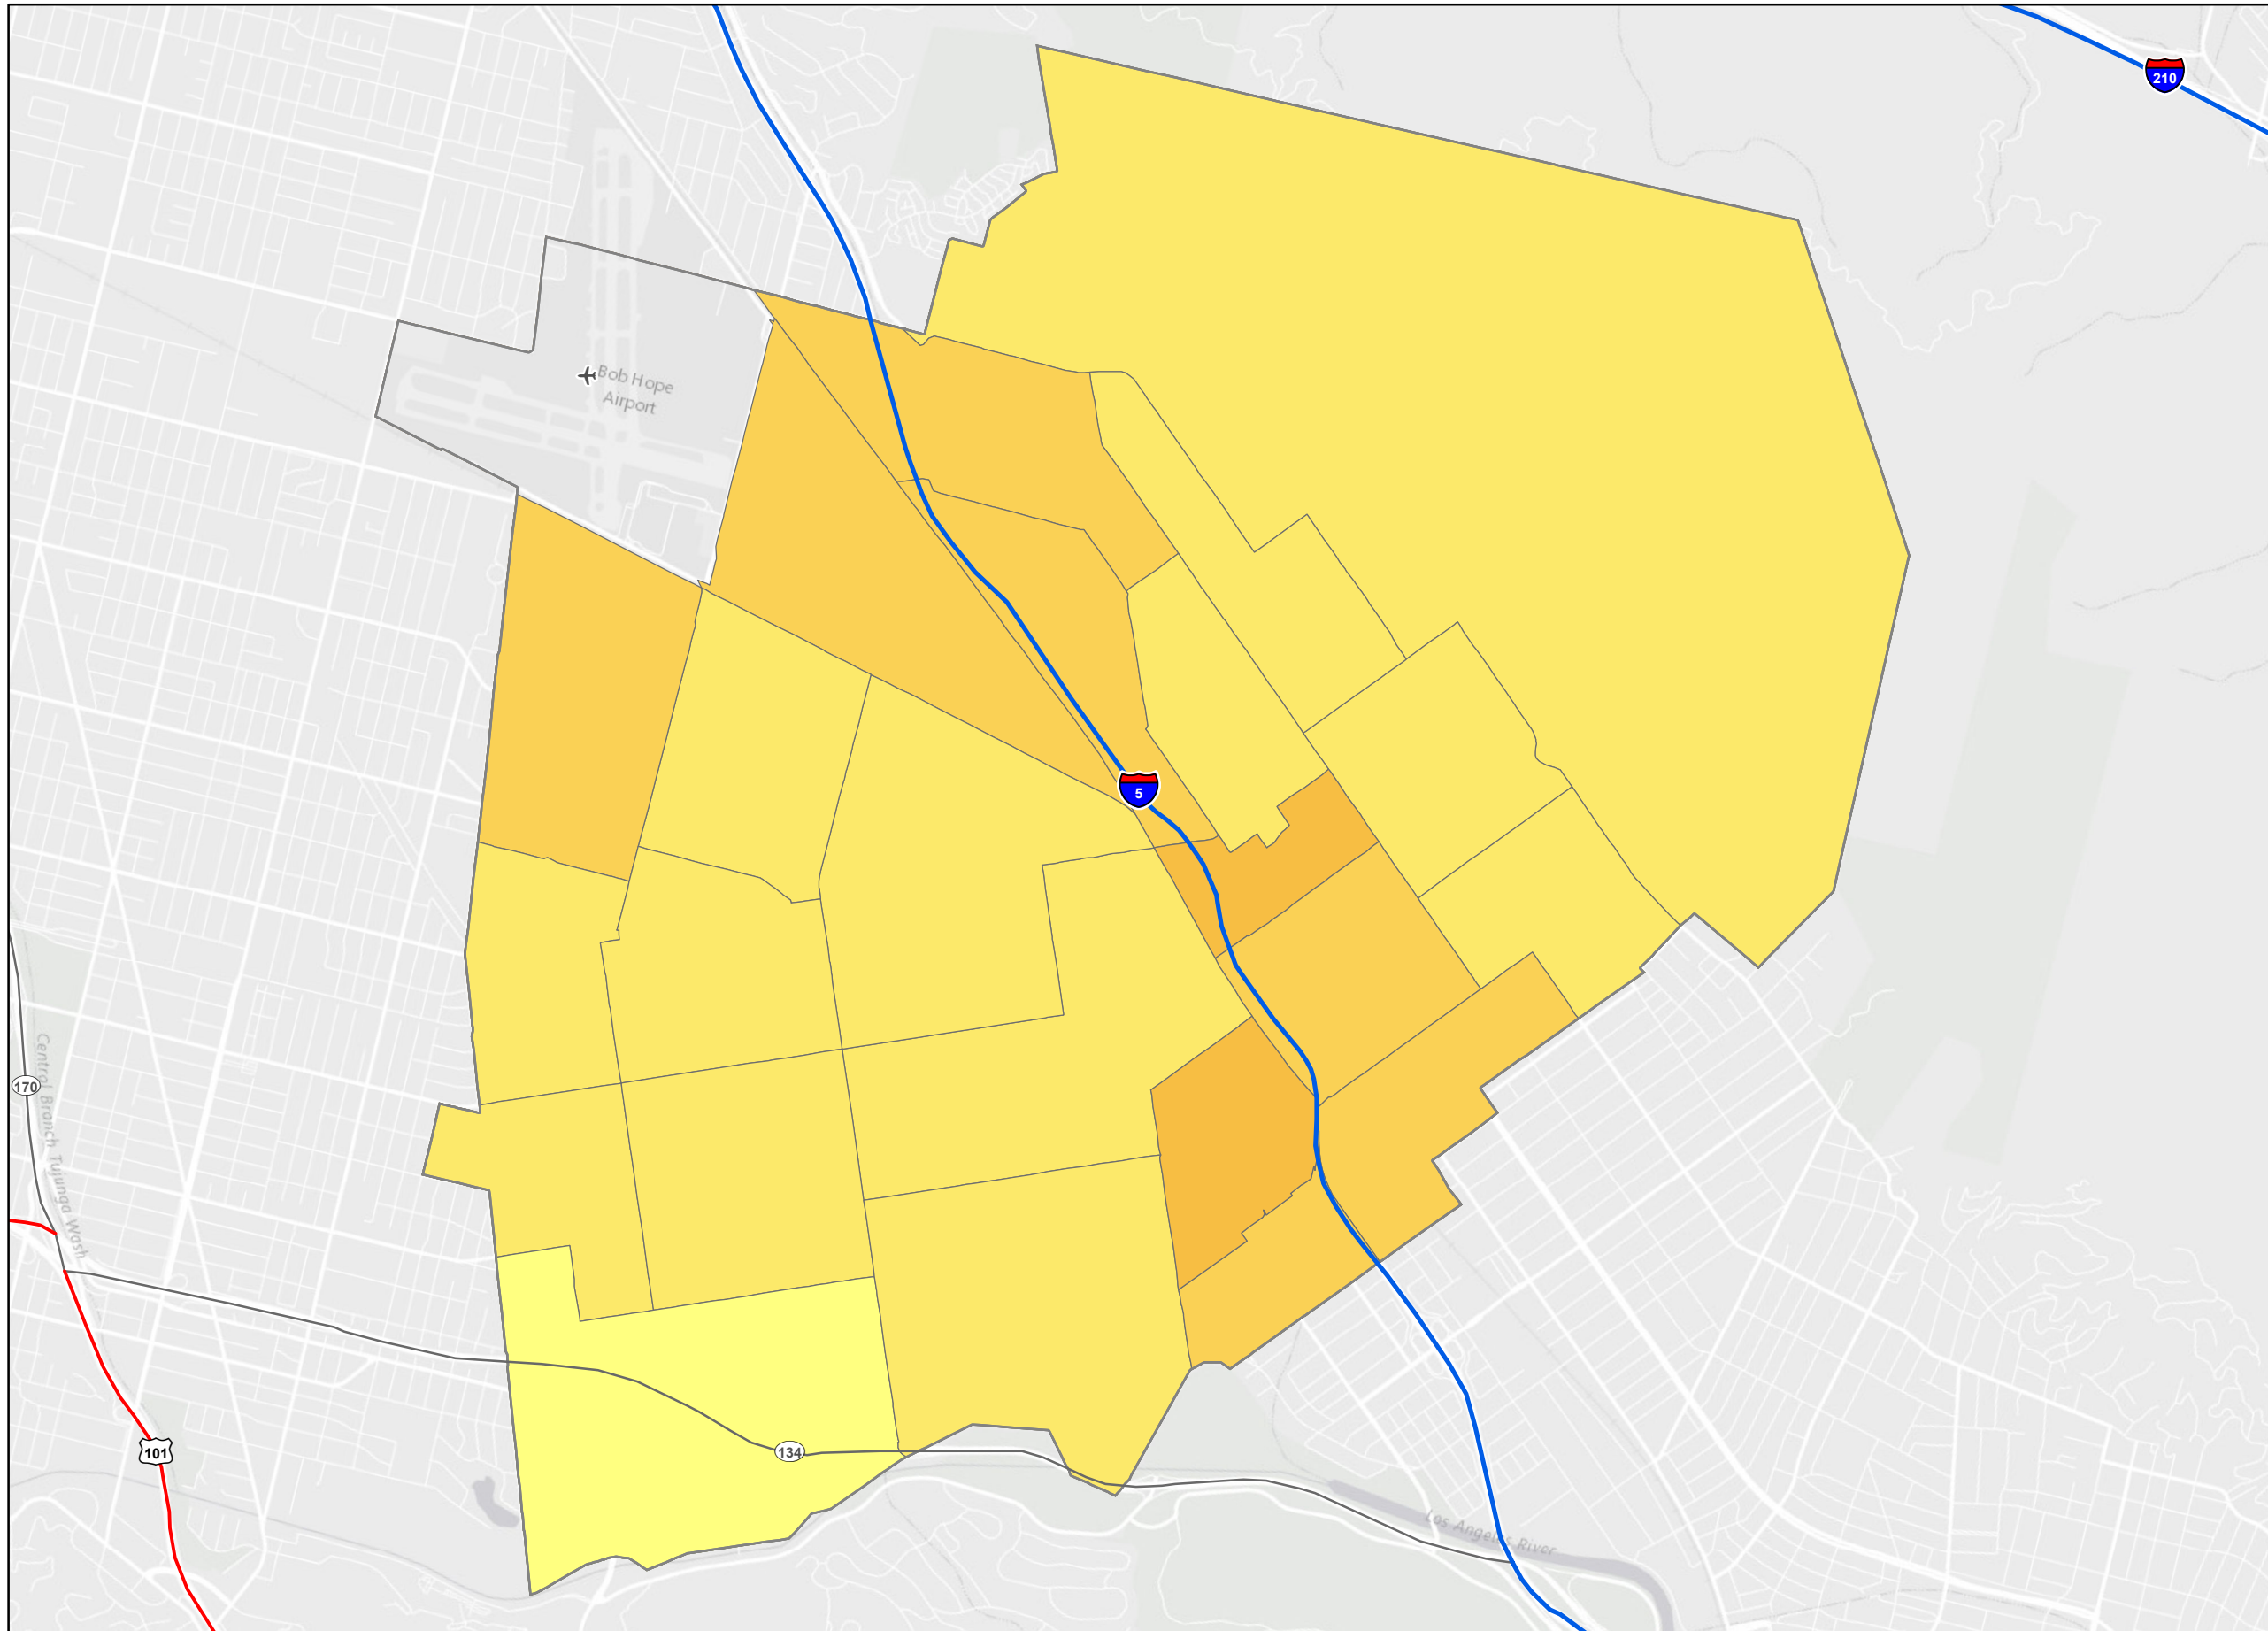 210
Bob Hope
Airport
5
Central Branch Tujunga Wash
170
134
101
Los Angeles River